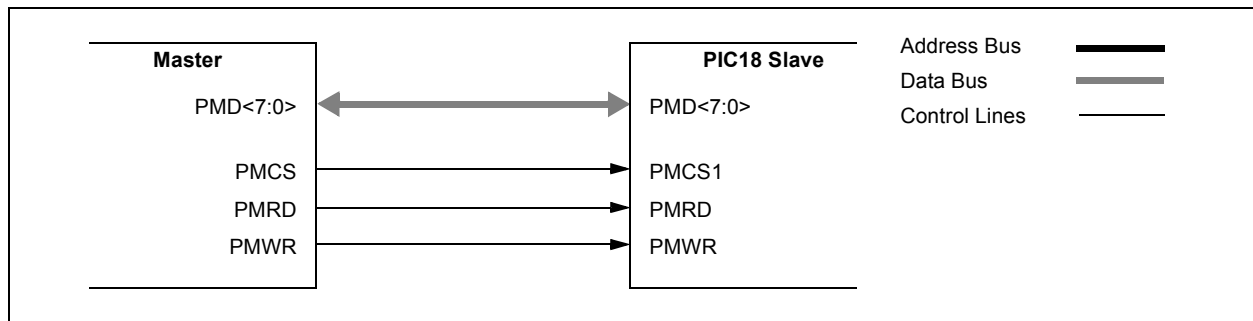 Master
PIC18 Slave
Address Bus
Data Bus
Control Lines
PMD<7:0>
PMD<7:0>
PMCS
PMCS1
PMRD
PMRD
PMWR
PMWR